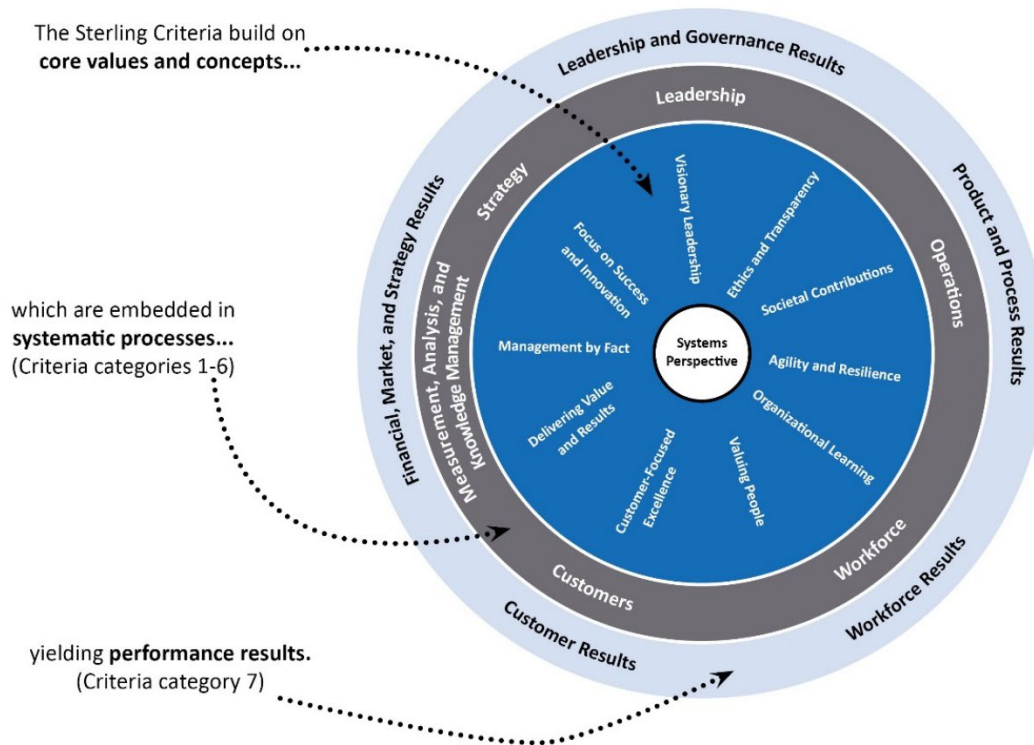 The Sterling Criteria build on
core values and concepts...
which are embedded in
systematic processes...
(Criteria categories 1-6)
yielding performance results.
(Criteria category 7)
Leadership and Governance Results
Product and Process Results
Workforce Results
Customer Results
Financial, Market, and Strategy Results
Leadership
Operations
Workforce
Customers
Measurement, Analysis, and
Knowledge Management
Strategy
Visionary Leadership
Ethics and Transparency
Societal Contributions
Agility and Resilience
Organizational Learning
Valuing People
Customer-Focused
Excellence
Delivering Value
and Results
Management by Fact
Focus on Success
and Innovation
Systems
Perspective